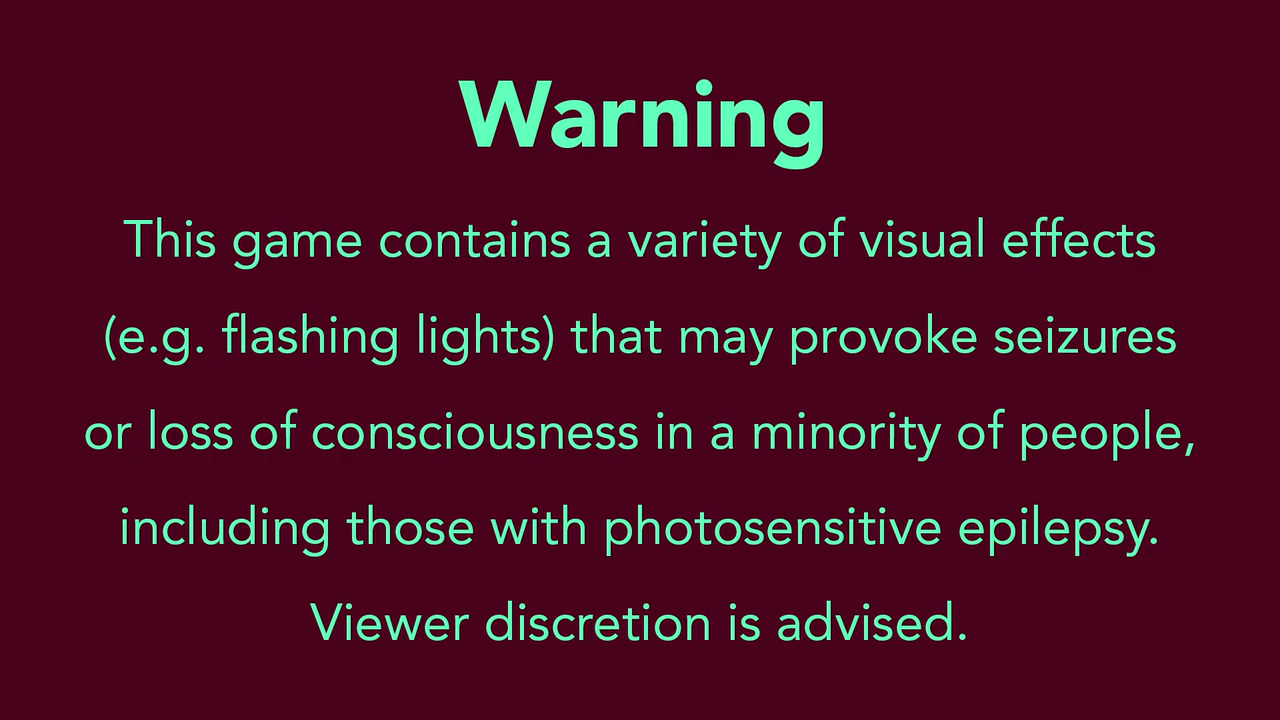 Warning
This game contains a variety of visual effects
(e.g. flashing lights) that may provoke seizures
or loss of consciousness in a minority of people,
including those with photosensitive epilepsy.
Viewer discretion is advised.